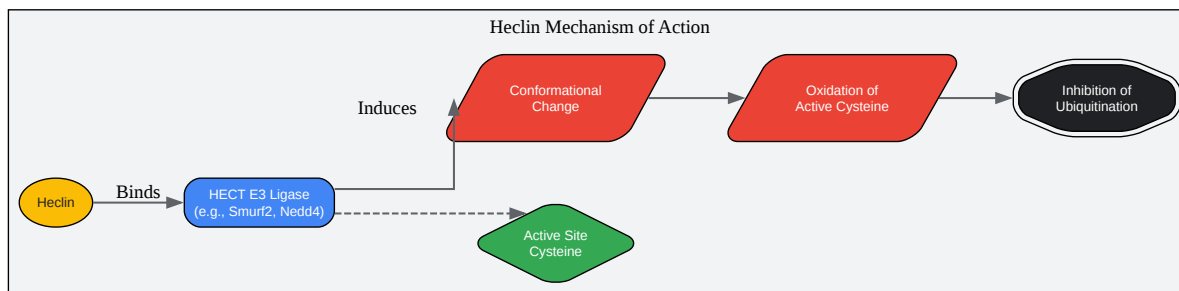 Heclin Mechanism of Action
Heclin
Binds
HECT E3 Ligase
(e.g., Smurf2, Nedd4)
Induces
Conformational
Change
Oxidation of
Active Cysteine
Inhibition of
Ubiquitination
Active Site
Cysteine